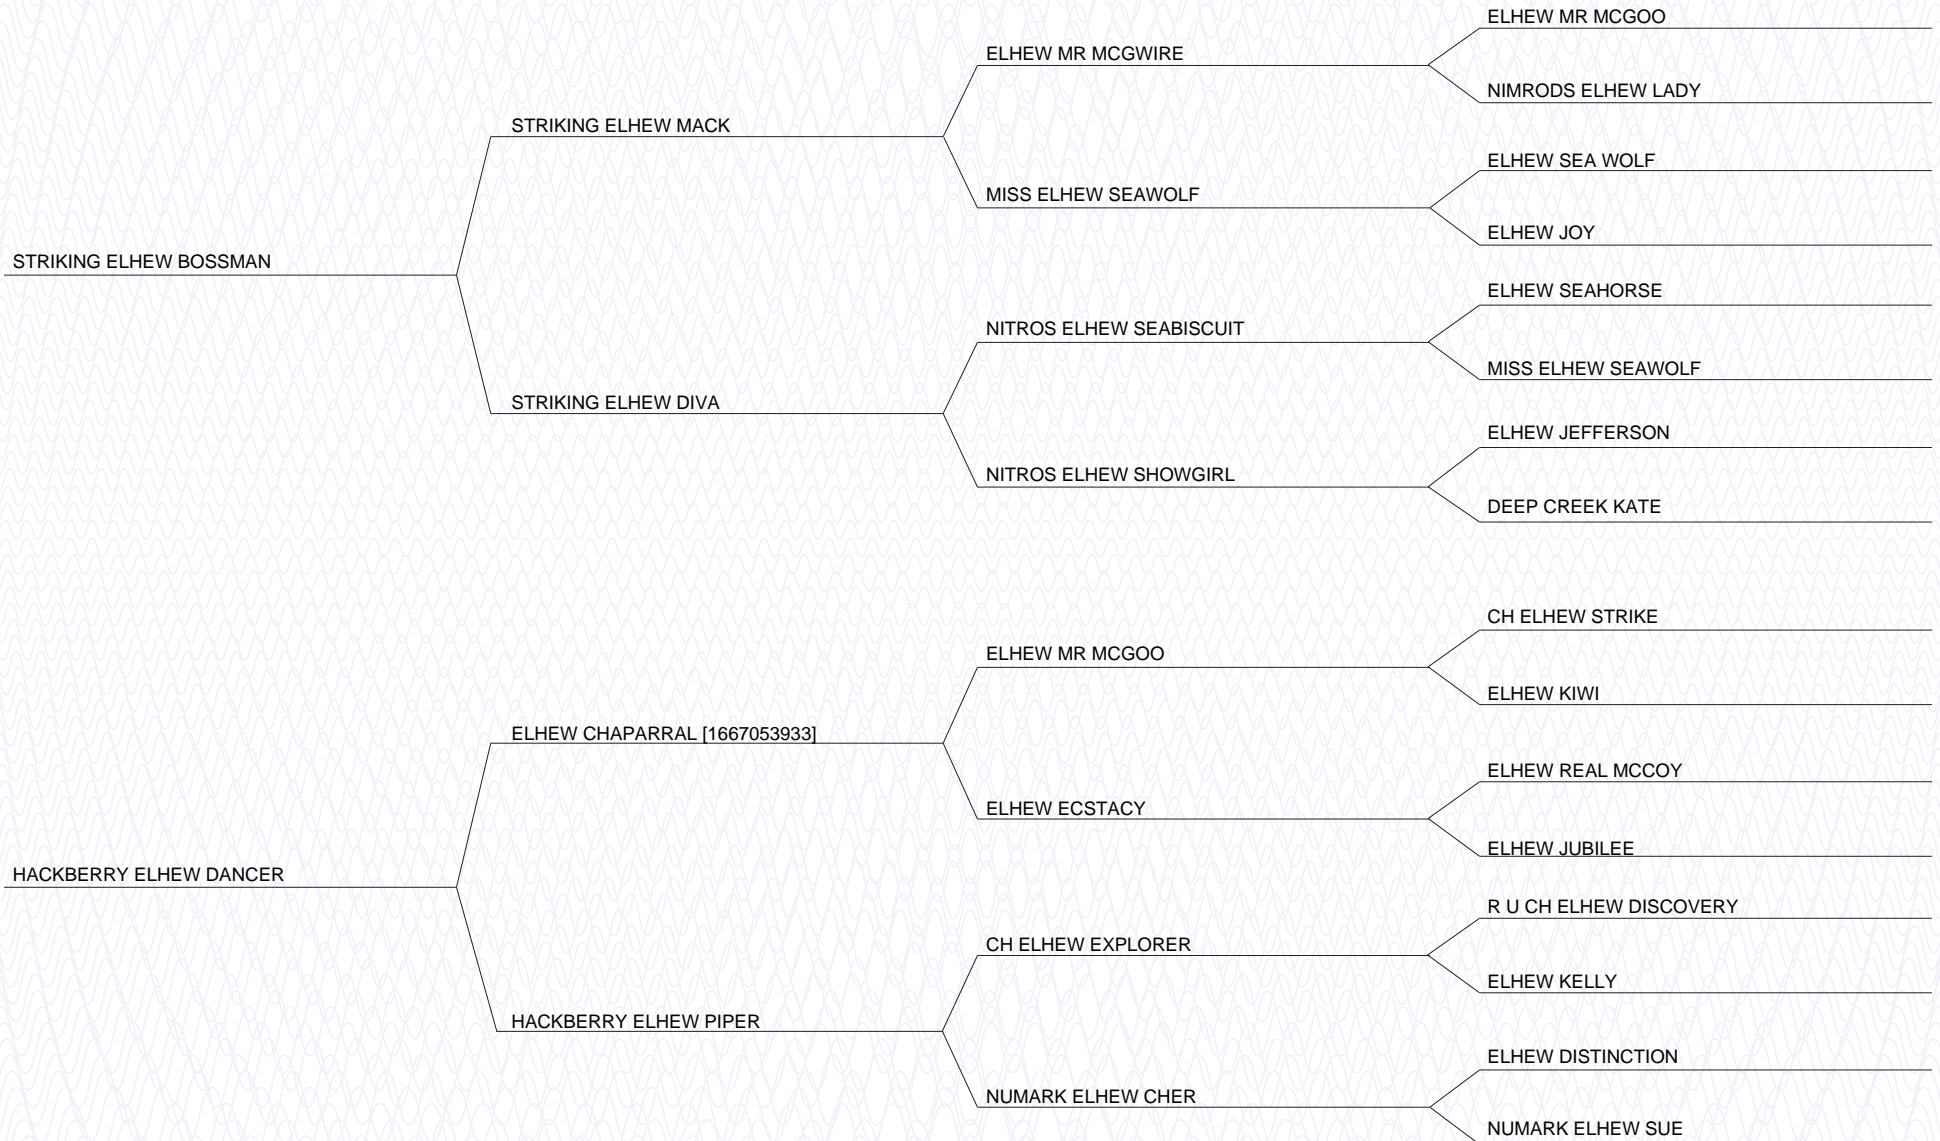 ELHEW MR MCGOO
ELHEW MR MCGWIRE
NIMRODS ELHEW LADY
STRIKING ELHEW MACK
ELHEW SEA WOLF
MISS ELHEW SEAWOLF
ELHEW JOY
STRIKING ELHEW BOSSMAN
ELHEW SEAHORSE
NITROS ELHEW SEABISCUIT
MISS ELHEW SEAWOLF
STRIKING ELHEW DIVA
ELHEW JEFFERSON
NITROS ELHEW SHOWGIRL
DEEP CREEK KATE
CH ELHEW STRIKE
ELHEW MR MCGOO
ELHEW KIWI
ELHEW CHAPARRAL [1667053933]
ELHEW REAL MCCOY
ELHEW ECSTACY
ELHEW JUBILEE
HACKBERRY ELHEW DANCER
R U CH ELHEW DISCOVERY
CH ELHEW EXPLORER
ELHEW KELLY
HACKBERRY ELHEW PIPER
ELHEW DISTINCTION
NUMARK ELHEW CHER
NUMARK ELHEW SUE